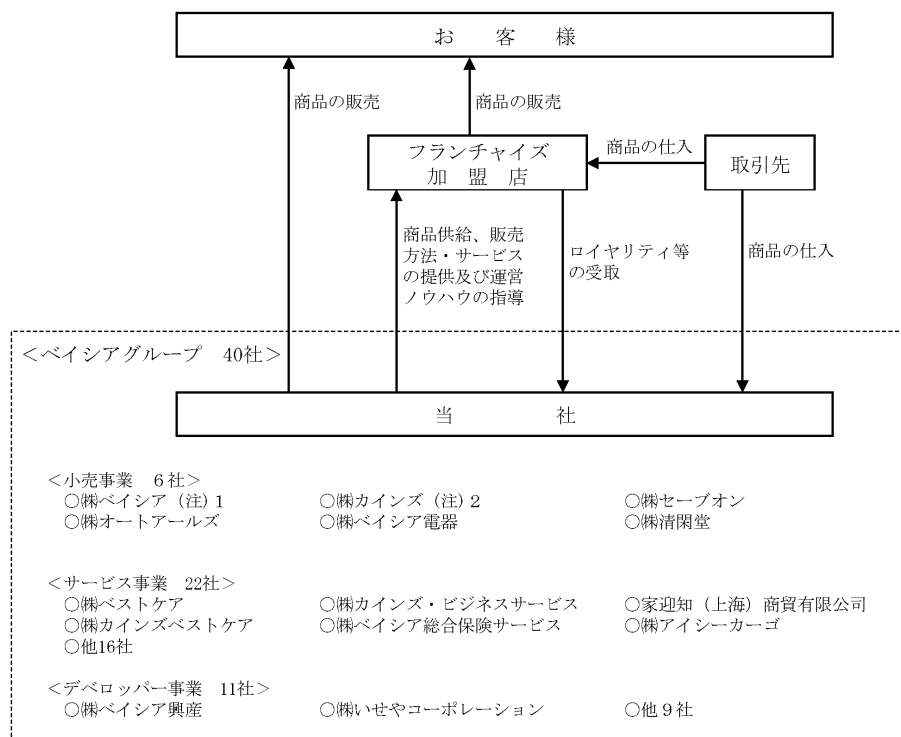 お 客 様
商品の販売
商品の販売
フランチャイズ
加 盟 店
商品の仕入
取引先
商品供給、販売
方法・サービス
の提供及び運営
ノウハウの指導
ロイヤリティ等
の受取
商品の仕入
＜ベイシアグループ 40社＞
当 社
＜小売事業 ６社＞
○㈱ベイシア（注）１ ○㈱カインズ（注）２ ○㈱セーブオン
○㈱オートアールズ ○㈱ベイシア電器 ○㈱清閑堂
＜サービス事業 22社＞
○㈱ベストケア ○㈱カインズ・ビジネスサービス ○家迎知（上海）商貿有限公司
○㈱カインズベストケア ○㈱ベイシア総合保険サービス ○㈱アイシーカーゴ
○他16社
＜デベロッパー事業 11社＞
○㈱ベイシア興産 ○㈱いせやコーポレーション ○他９社